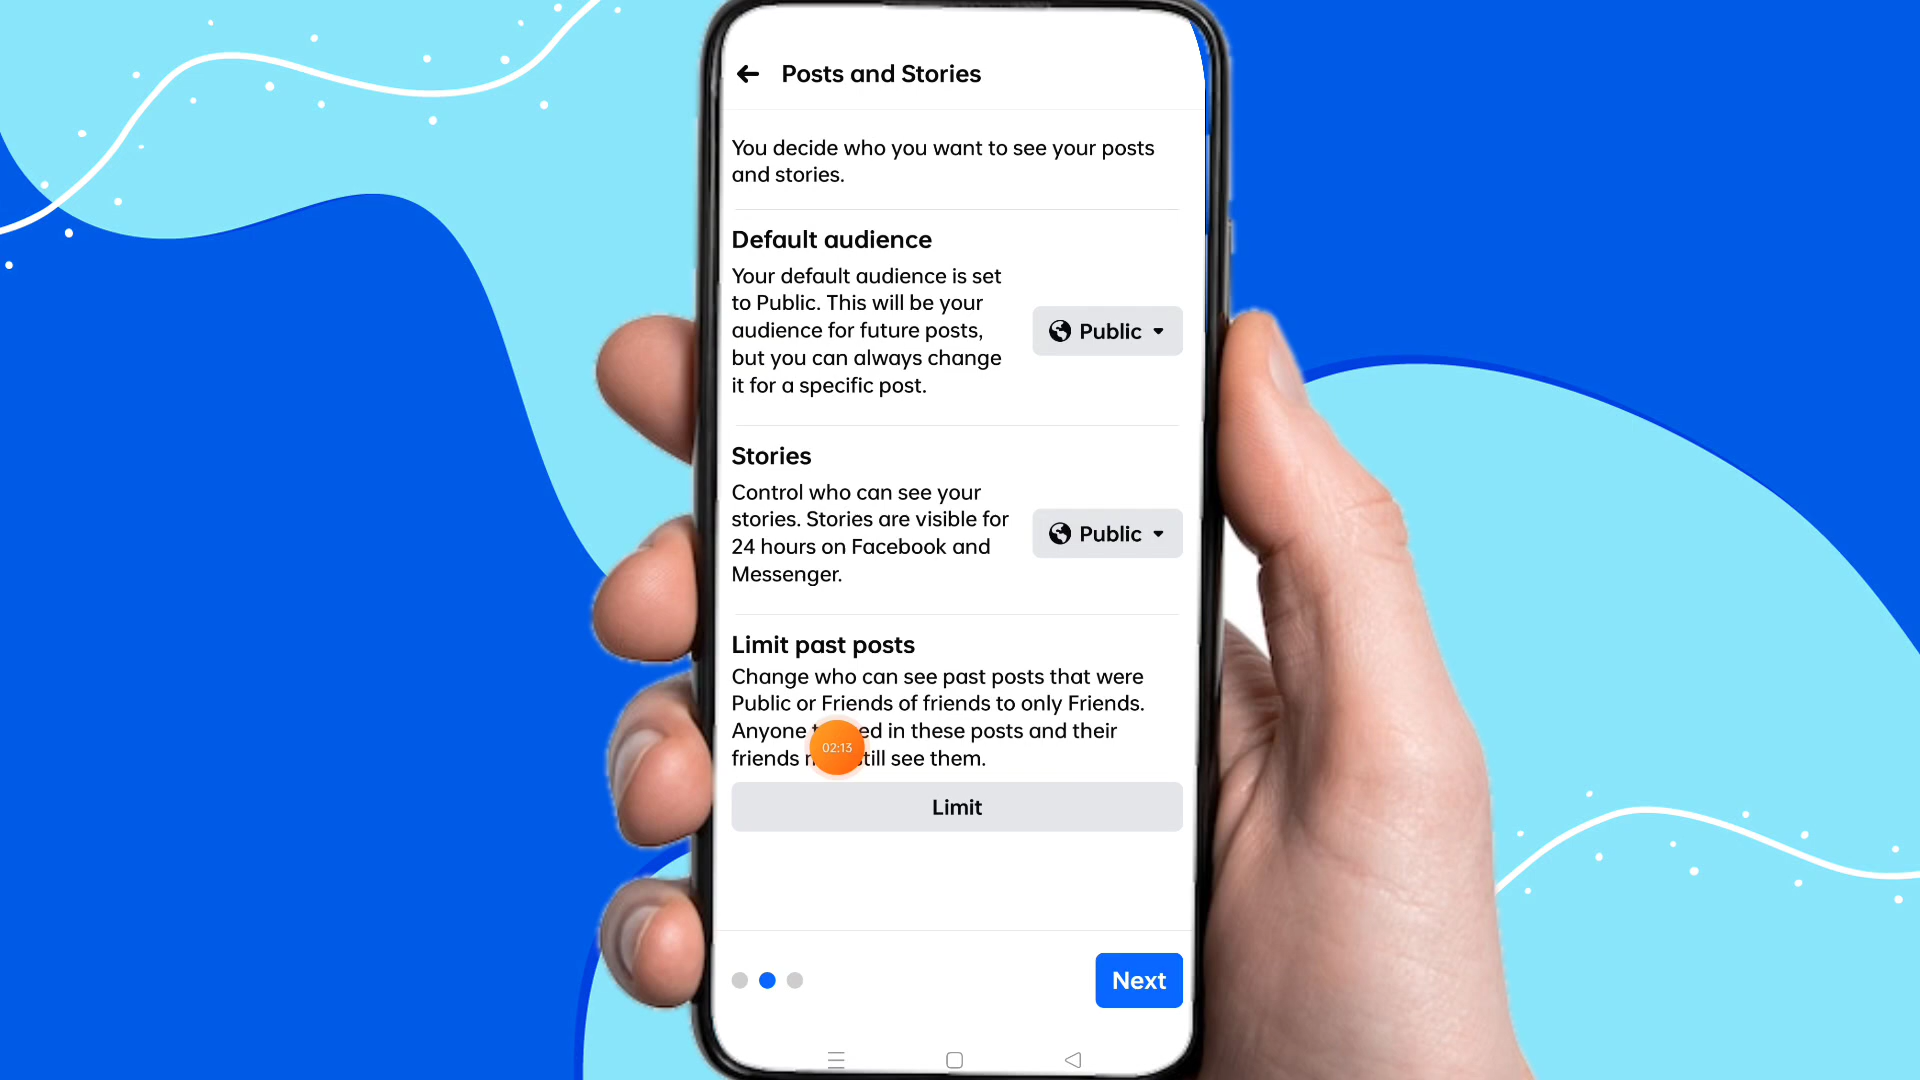 Posts and Stories
You decide who you want to see your posts
and stories.
Default audience
Your default audience is set
to Public. This will be your
audience for future posts,
but you can always change
it for a specific post.
Public
Stories
Control who can see your
stories. Stories are visible for
24 hours on Facebook and
Messenger.
Public
Limit past posts
Change who can see past posts that were
Public or Friends of friends to only Friends.
Anyone in these posts and their
friends see them.
02:13
Limit
Next